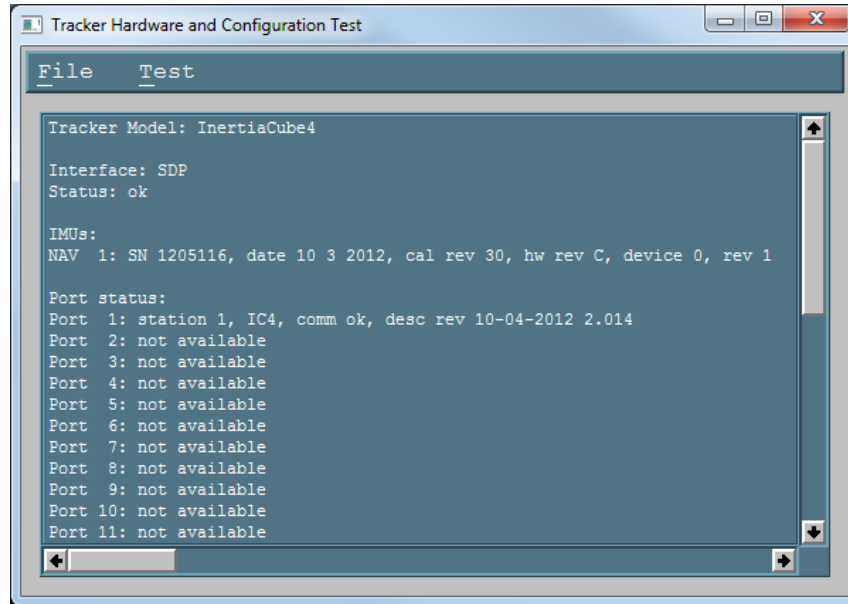 Tracker Hardware and Configuration Test
File Test
Tracker Model: InertiaCube4
Interface: SDP
Status: ok
IMUs:
NAV  1: SN 1205116, date 10 3 2012, cal rev 30, hw rev C, device 0, rev 1
Port status:
Port  1: station 1, IC4, comm ok, desc rev 10-04-2012 2.014
Port  2: not available
Port  3: not available
Port  4: not available
Port  5: not available
Port  6: not available
Port  7: not available
Port  8: not available
Port  9: not available
Port 10: not available
Port 11: not available